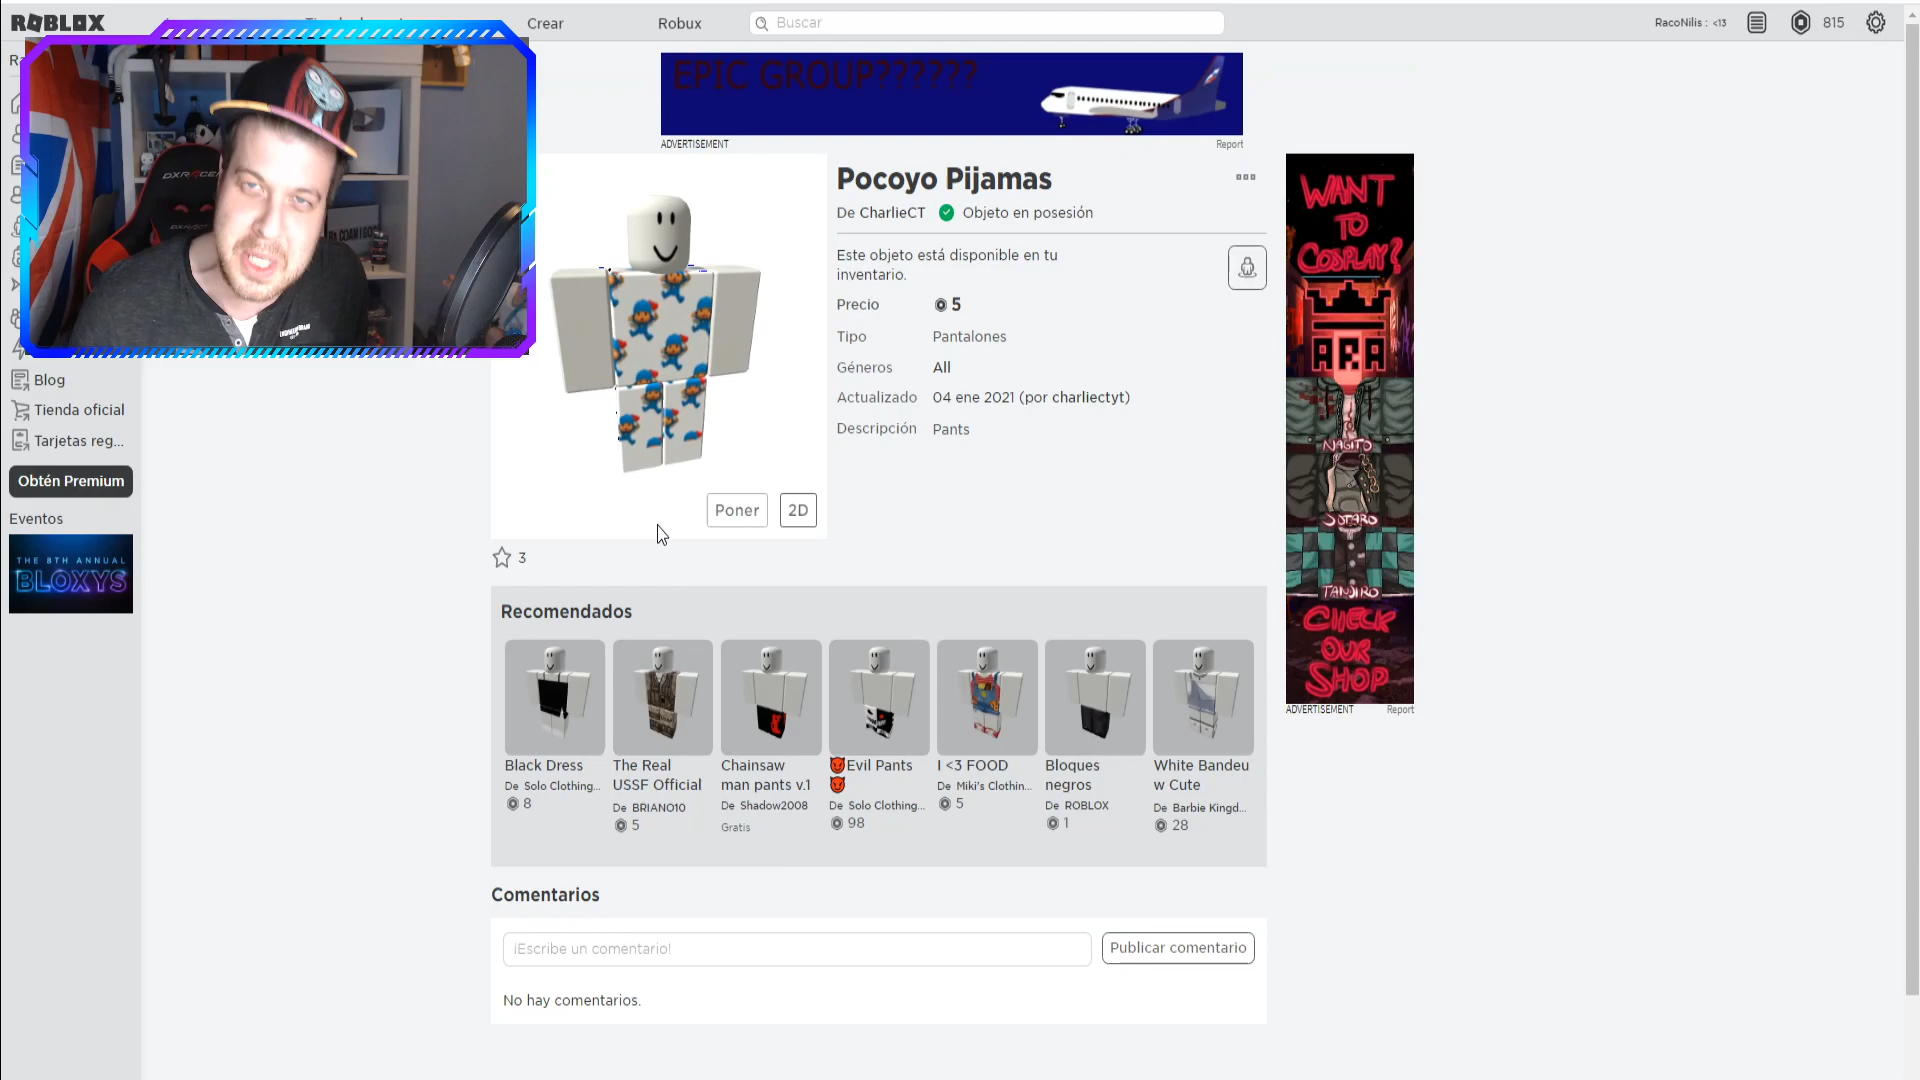 ROBLOX
Crear
Robux
Buscar
RacoNilis : <13
815
EPIC GROUP??????
ADVERTISEMENT
Report
DXRACER
Pocoyo Pijamas
De CharlieCT
Objeto en posesión
Este objeto está disponible en tu
inventario.
Precio
5
Tipo
Pantalones
Géneros
All
Actualizado
04 ene 2021 (por charliectyt)
Descripción
Pants
Poner
2D
3
Blog
Tienda oficial
Tarjetas reg...
Obtén Premium
Eventos
THE 8TH ANNUAL
BLOXYS
WANT
TO
COSPLAY?
ARA
NAGITO
JOTARO
TANJIRO
CHECK
OUR
SHOP
ADVERTISEMENT
Report
Recomendados
Black Dress
De Solo Clothing...
8
The Real
USSF Official
De BRIANO10
5
Chainsaw
man pants v.1
De Shadow2008
Gratis
😈Evil Pants
😈
De Solo Clothing...
98
I <3 FOOD
De Miki's Clothin...
5
Bloques
negros
De ROBLOX
1
White Bandeu
w Cute
De Barbie Kingd...
28
Comentarios
¡Escribe un comentario!
Publicar comentario
No hay comentarios.